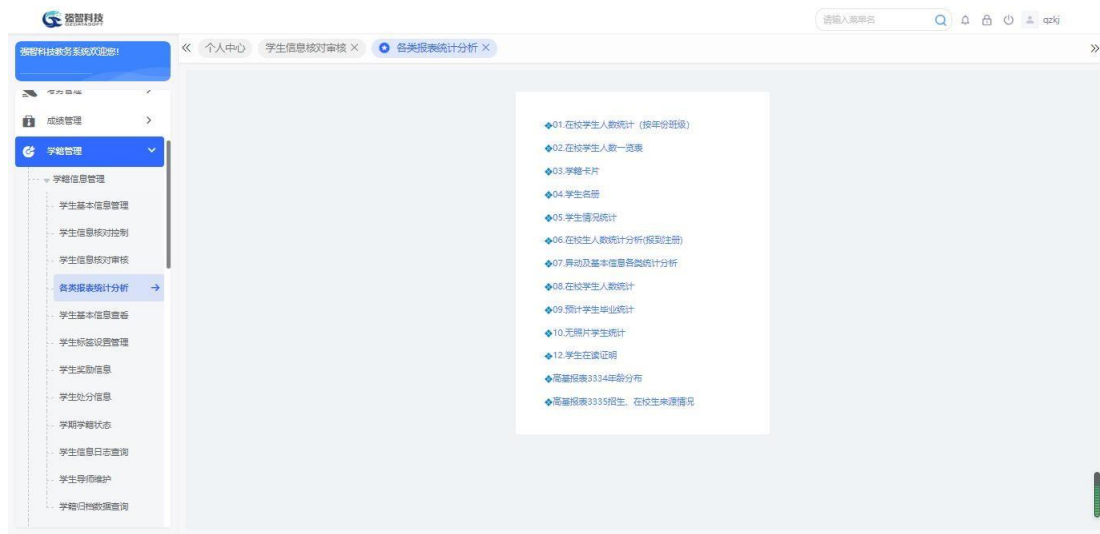 强智科技
QIANGZHISOFT
请输入菜单名
qzkj
强智科技教务系统欢迎您!
个人中心
学生信息核对审核
各类报表统计分析
成绩管理
学籍管理
学籍信息管理
学生基本信息管理
学生信息核对控制
学生信息核对审核
各类报表统计分析
学生基本信息查看
学生标签设置管理
学生奖励信息
学生处分信息
学期学籍状态
学生信息日志查询
学生导师维护
学籍归档数据查询
01.在校学生人数统计（按年份班级）
02.在校学生人数一览表
03.学籍卡片
04.学生名册
05.学生情况统计
06.在校生人数统计分析(报到注册)
07.异动及基本信息各类统计分析
08.在校学生人数统计
09.预计学生毕业统计
10.无照片学生统计
12.学生在读证明
高基报表3334年龄分布
高基报表3335招生、在校生来源情况